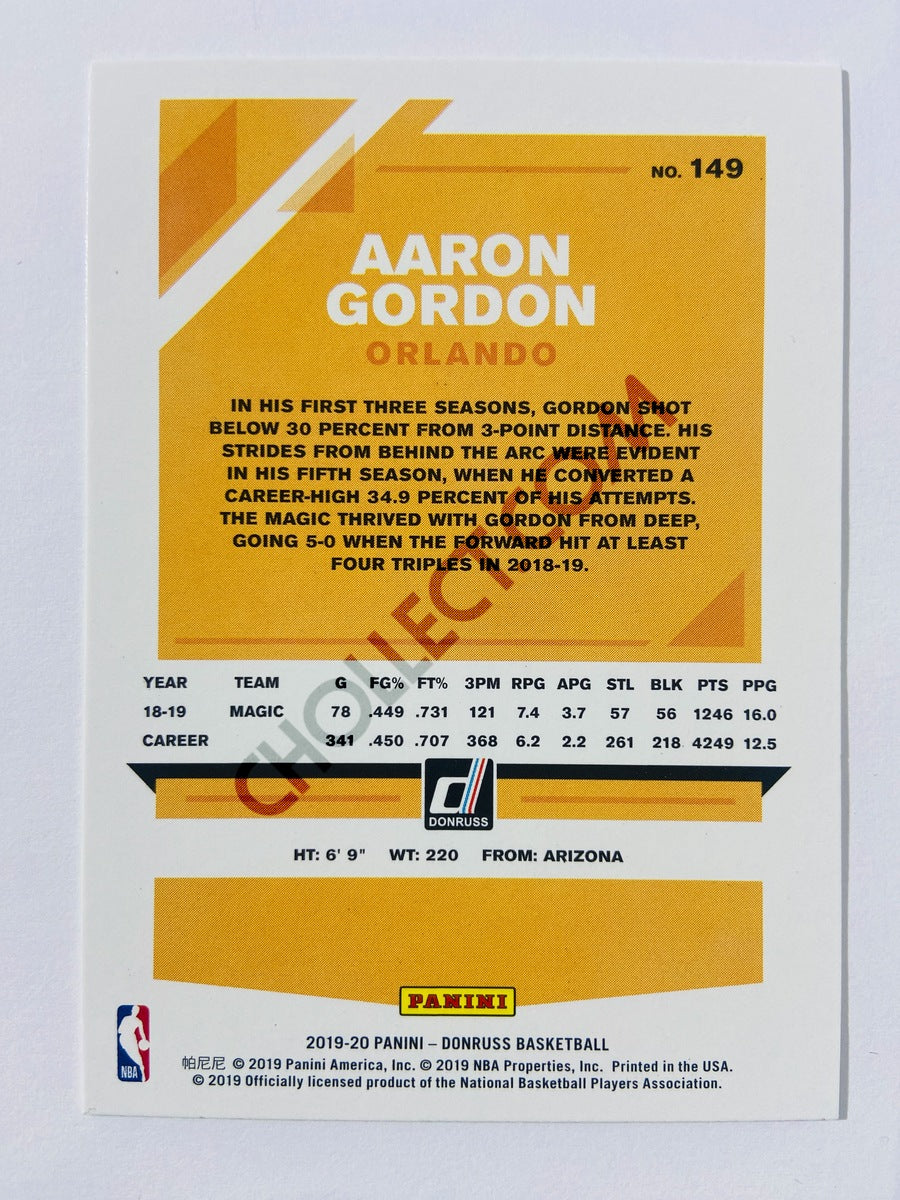 NO. 149
AARON
GORDON
ORLANDO
IN HIS FIRST THREE SEASONS, GORDON SHOT
BELOW 30 PERCENT FROM 3-POINT DISTANCE. HIS
STRIDES FROM BEHIND THE ARC WERE EVIDENT
IN HIS FIFTH SEASON, WHEN HE CONVERTED A
CAREER-HIGH 34.9 PERCENT OF HIS ATTEMPTS.
THE MAGIC THRIVED WITH GORDON FROM DEEP,
GOING 5-0 WHEN THE FORWARD HIT AT LEAST
FOUR TRIPLES IN 2018-19.
CHOLLECT.COM
YEAR TEAM G FG% FT% 3PM RPG APG STL BLK PTS PPG
18-19 MAGIC 78 .449 .731 121 7.4 3.7 57 56 1246 16.0
CAREER 341 .450 .707 368 6.2 2.2 261 218 4249 12.5
d
DONRUSS
HT: 6' 9" WT: 220 FROM: ARIZONA
PANINI
NBA
2019-20 PANINI – DONRUSS BASKETBALL
帕尼尼 © 2019 Panini America, Inc. © 2019 NBA Properties, Inc. Printed in the USA.
© 2019 Officially licensed product of the National Basketball Players Association.